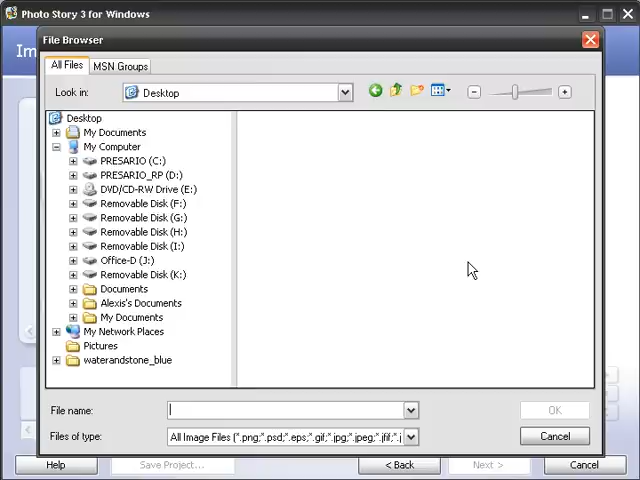 Photo Story 3 for Windows
Im
File Browser
All Files
MSN Groups
Look in:
Desktop
Desktop
My Documents
My Computer
PRESARIO (C:)
PRESARIO_RP (D:)
DVD/CD-RW Drive (E:)
Removable Disk (F:)
Removable Disk (G:)
Removable Disk (H:)
Removable Disk (I:)
Office-D (J:)
Removable Disk (K:)
Documents
Alexis's Documents
My Documents
My Network Places
Pictures
waterandstone_blue
File name:
OK
Files of type:
All Image Files (*.png;*.psd;*.eps;*.gif;*.jpg;*.jpeg;*.jfif;*.j
Cancel
Help
Save Project...
< Back
Next >
Cancel